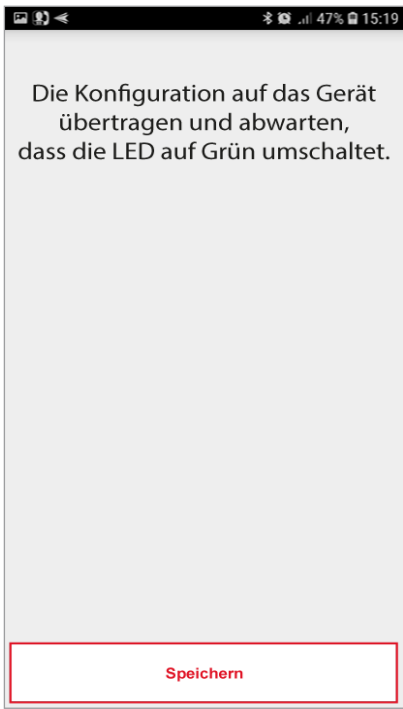 47% 15:19
Die Konfiguration auf das Gerät
übertragen und abwarten,
dass die LED auf Grün umschaltet.
Speichern